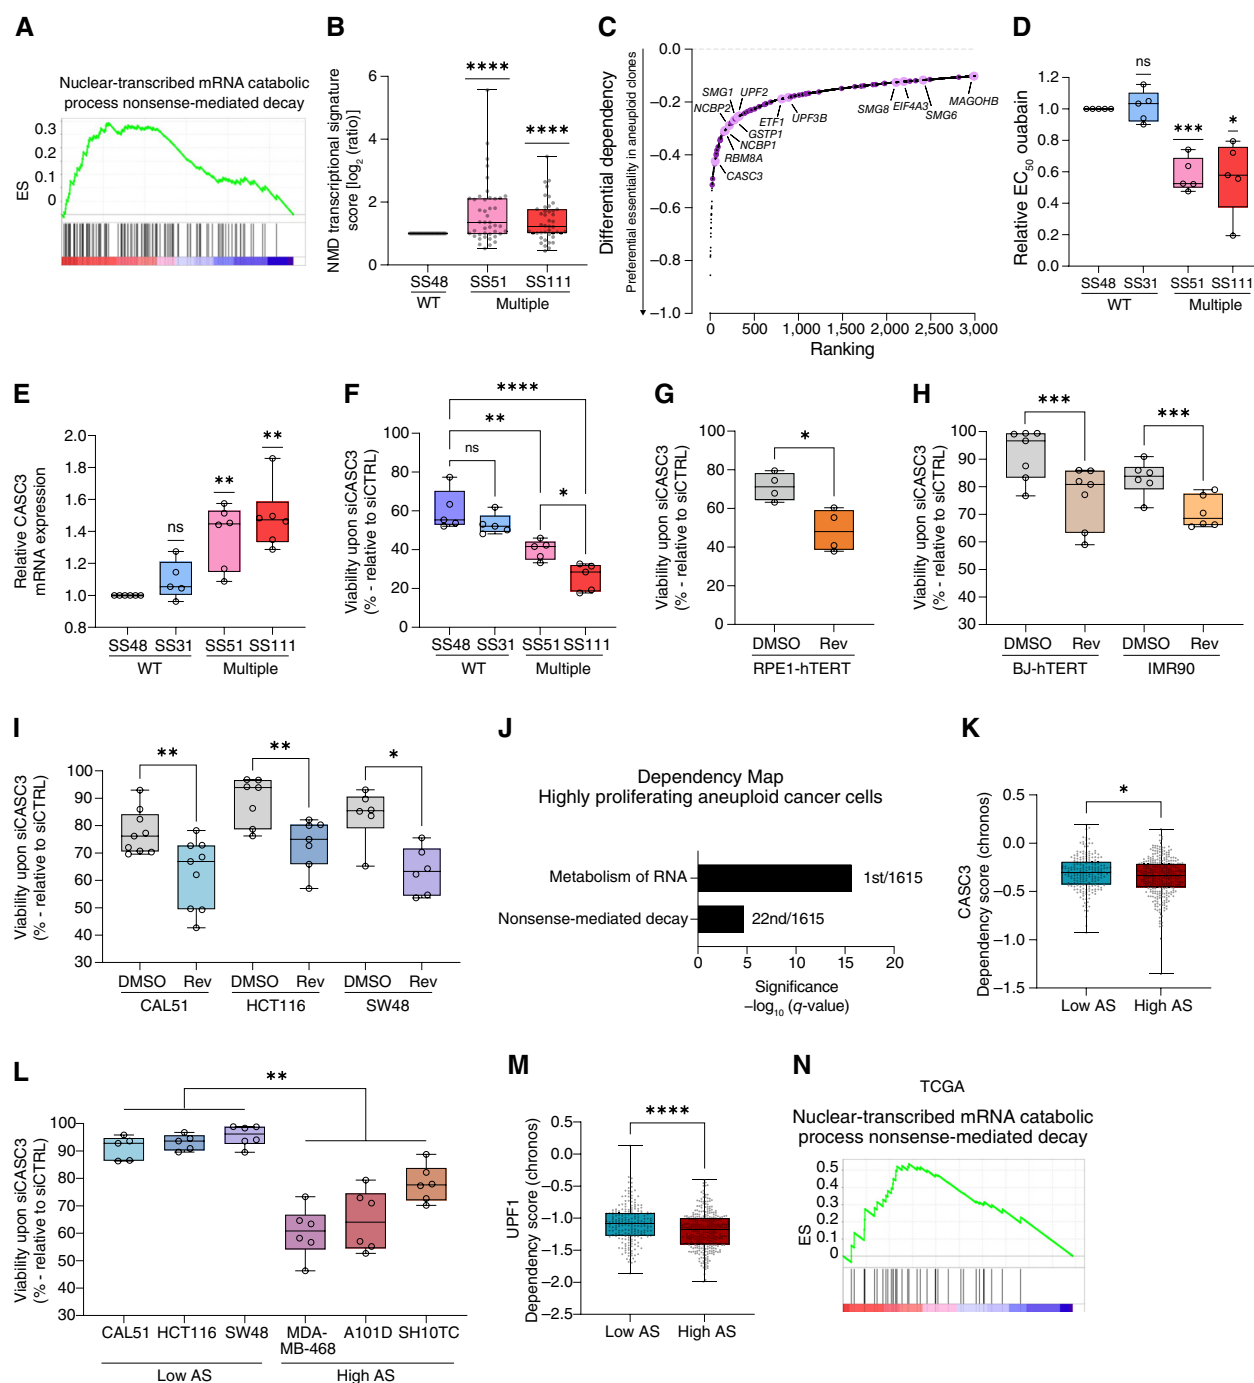 A
Nuclear-transcribed mRNA catabolic
process nonsense-mediated decay
ES
0.3
0.2
0.1
0
B
NMD transcriptional signature
score [log2 (ratio)]
6
4
2
0
****
****
SS48 SS51 SS111
WT Multiple
C
Differential dependency
Preferential essentiality in aneuploid clones
0.0
−0.2
−0.4
−0.6
−0.8
−1.0
SMG1 UPF2
NCBP2
ETF1 UPF3B
GSTP1
NCBP1
RBM8A
CASC3
SMG8 EIF4A3
SMG6
MAGOHB
0 500 1,000 1,500 2,000 2,500 3,000
Ranking
D
Relative EC50 ouabain
1.2
1.0
0.8
0.6
0.4
0.2
0.0
ns
***
*
SS48 SS31 SS51 SS111
WT Multiple
E
Relative CASC3
mRNA expression
2.0
1.8
1.6
1.4
1.2
1.0
0.8
ns
**
**
SS48 SS31 SS51 SS111
WT Multiple
F
Viability upon siCASC3
(% - relative to siCTRL)
100
80
60
40
20
0
****
**
ns
*
SS48 SS31 SS51 SS111
WT Multiple
G
Viability upon siCASC3
(% - relative to siCTRL)
100
80
60
40
20
0
*
DMSO Rev
RPE1-hTERT
H
Viability upon siCASC3
(% - relative to siCTRL)
100
90
80
70
60
50
40
30
***
***
DMSO Rev DMSO Rev
BJ-hTERT IMR90
I
Viability upon siCASC3
(% - relative to siCTRL)
100
90
80
70
60
50
40
30
**
**
*
DMSO Rev DMSO Rev DMSO Rev
CAL51 HCT116 SW48
J
Dependency Map
Highly proliferating aneuploid cancer cells
Metabolism of RNA 1st/1615
Nonsense-mediated decay 22nd/1615
0 5 10 15 20
Significance
−log10 (q-value)
K
CASC3
Dependency score (chronos)
0.5
0.0
−0.5
−1.0
−1.5
*
Low AS High AS
L
Viability upon siCASC3
(% - relative to siCTRL)
100
90
80
70
60
50
40
30
**
CAL51 HCT116 SW48 MDA- A101D SH10TC
MB-468
Low AS High AS
M
UPF1
Dependency score (chronos)
0.5
0.0
−0.5
−1.0
−1.5
−2.0
−2.5
****
Low AS High AS
N
TCGA
Nuclear-transcribed mRNA catabolic
process nonsense-mediated decay
ES
0.5
0.4
0.3
0.2
0.1
0